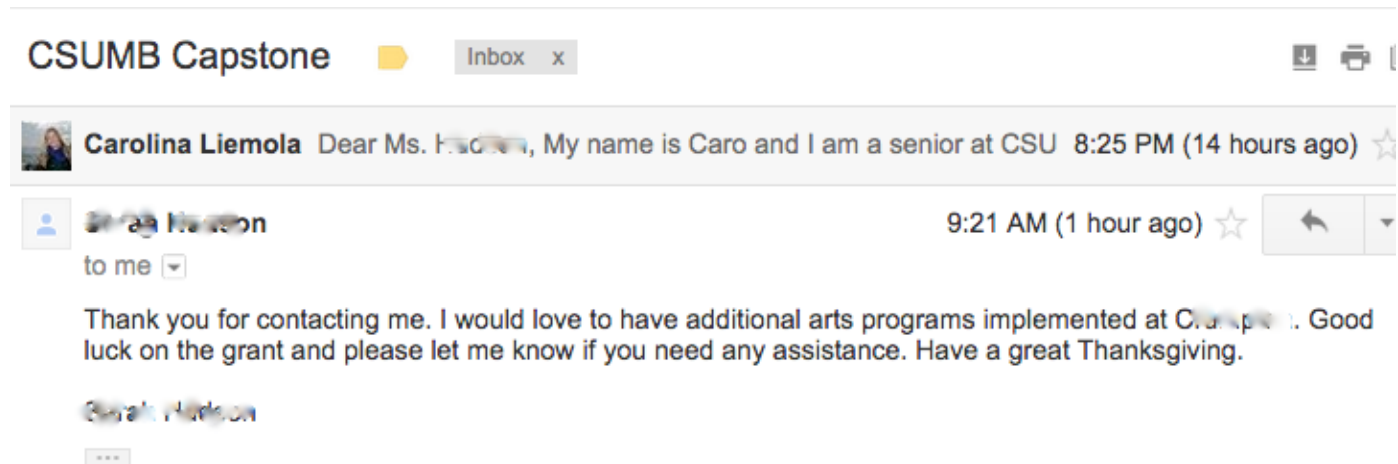 CSUMB Capstone Inbox x
Carolina Liemola Dear Ms. , My name is Caro and I am a senior at CSU 8:25 PM (14 hours ago)
9:21 AM (1 hour ago)
to me
Thank you for contacting me. I would love to have additional arts programs implemented at . Good
luck on the grant and please let me know if you need any assistance. Have a great Thanksgiving.